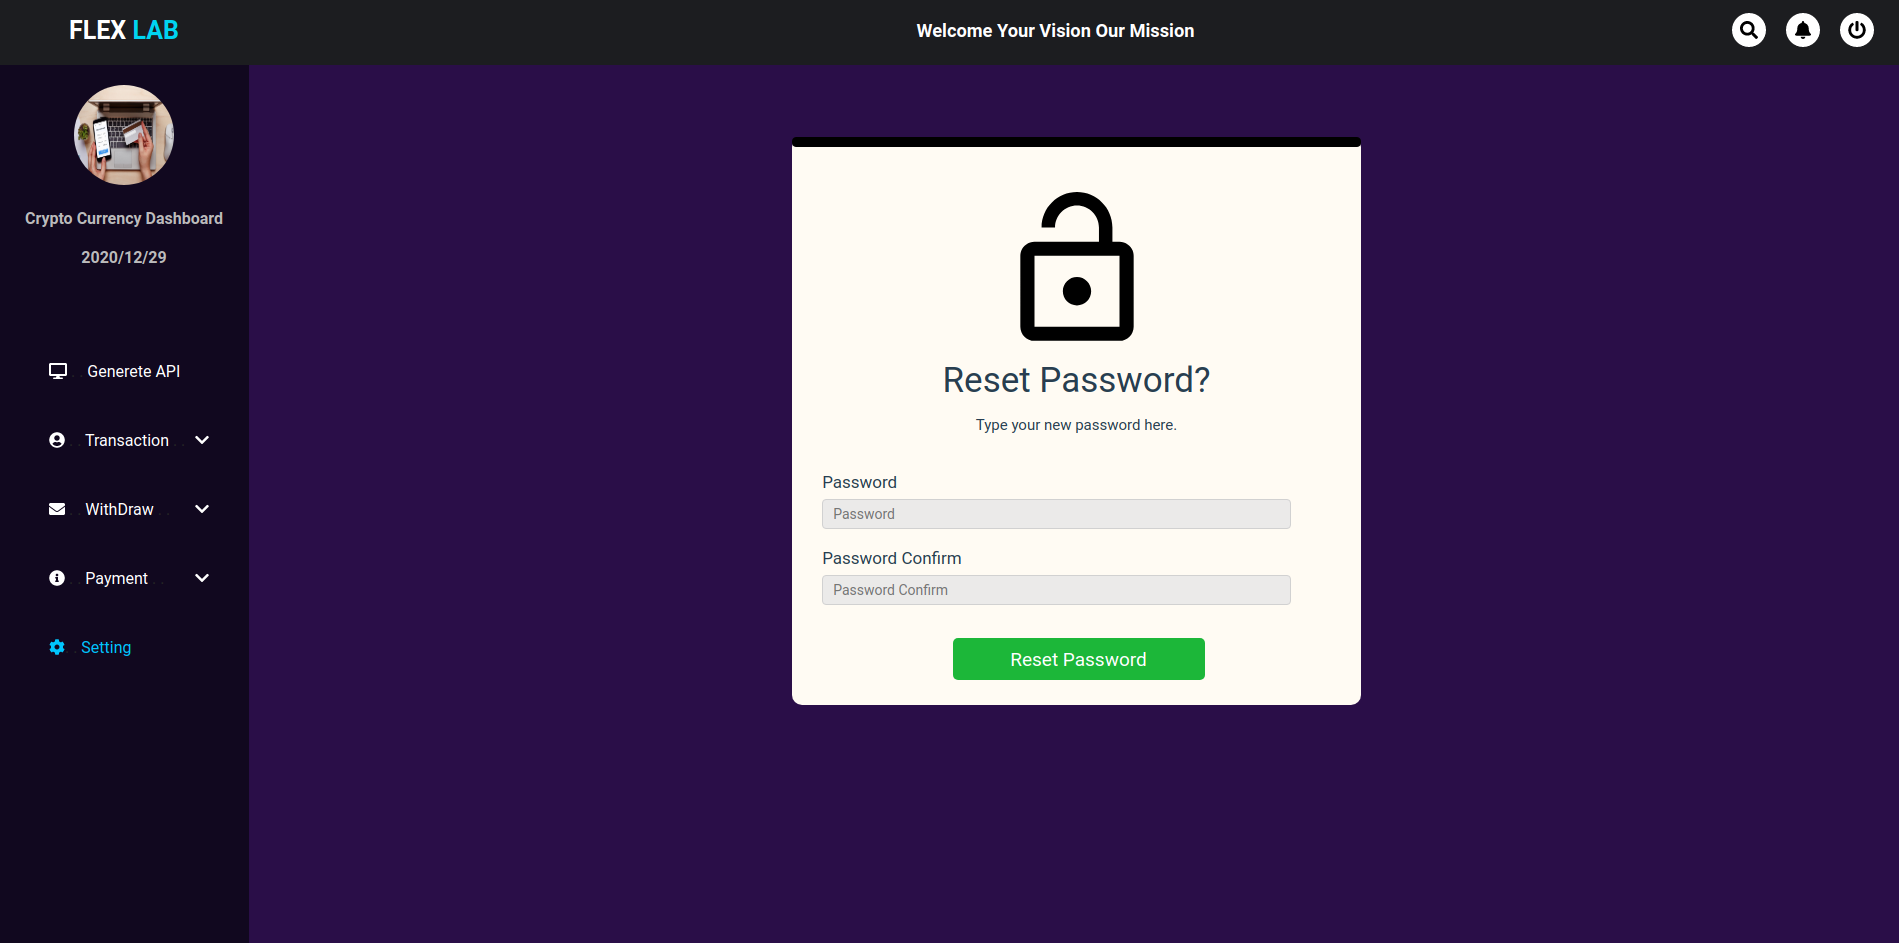 FLEX LAB
Welcome Your Vision Our Mission
Crypto Currency Dashboard
2020/12/29
Generete API
Transaction
WithDraw
Payment
Setting
Reset Password?
Type your new password here.
Password
Password
Password Confirm
Password Confirm
Reset Password